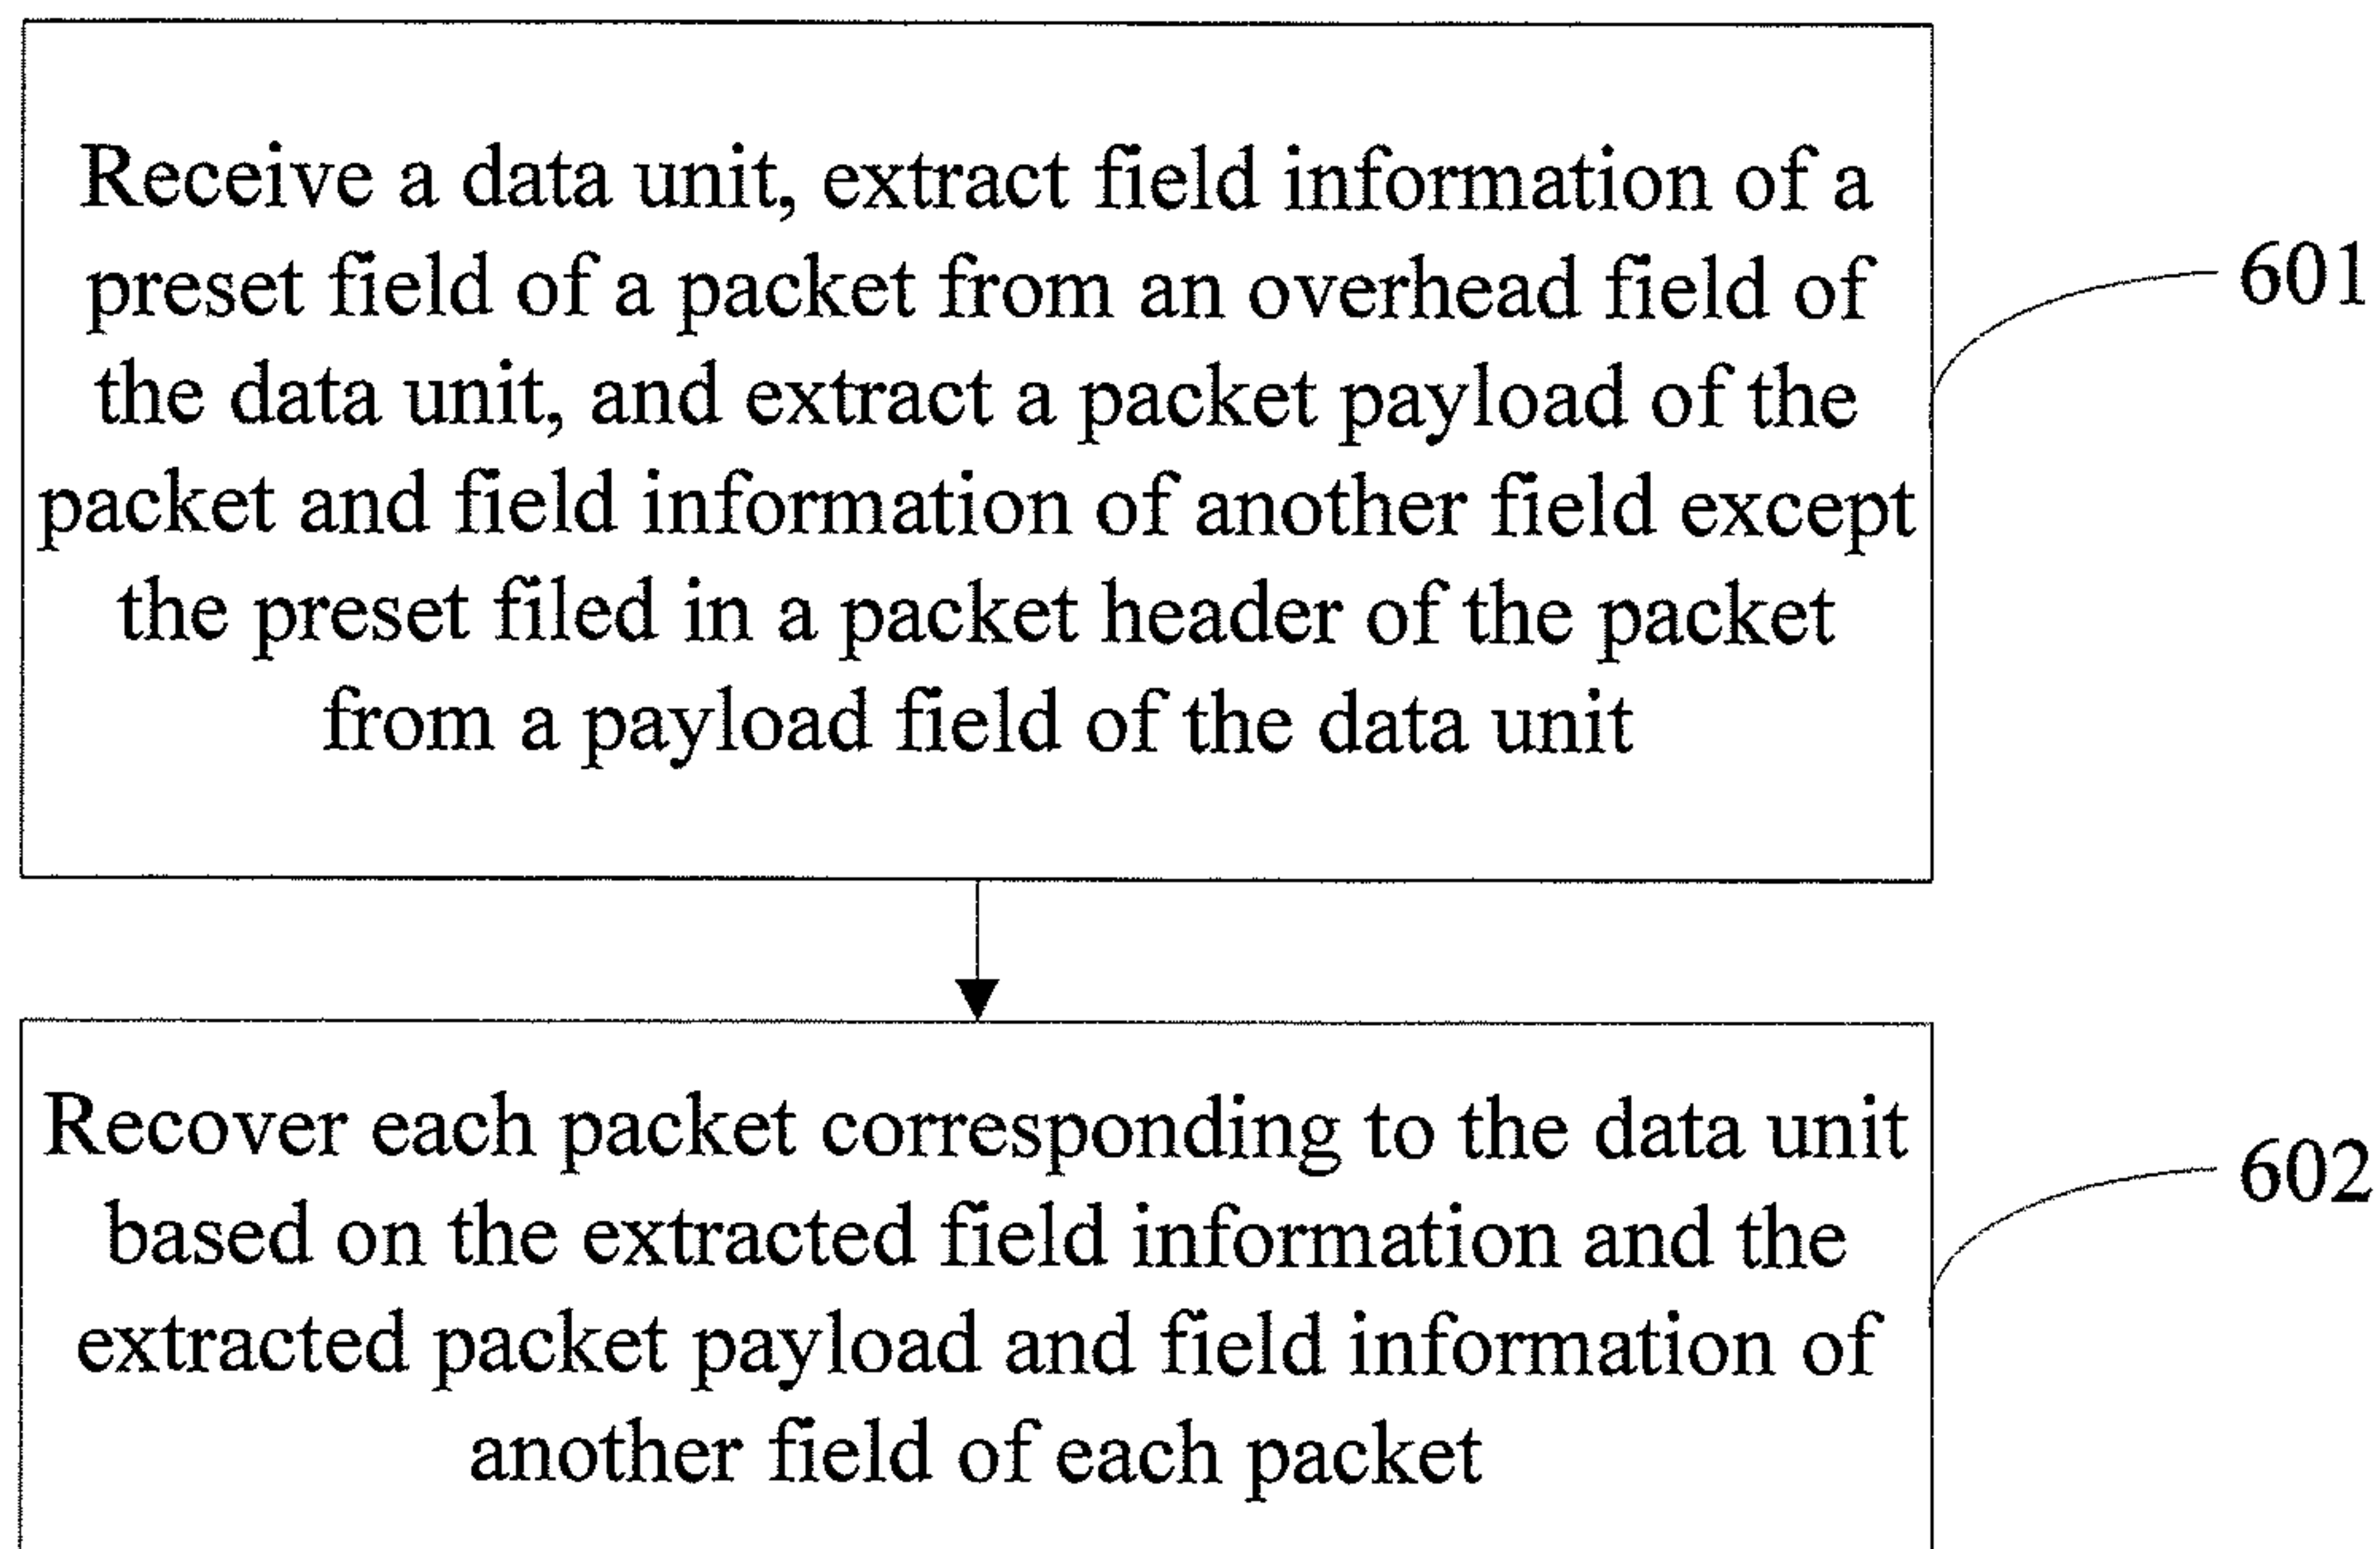 Receive a data unit, extract field information of a
preset field of a packet from an overhead field of
the data unit, and extract a packet payload of the
packet and field information of another field except
the preset filed in a packet header of the packet
from a payload field of the data unit
601
Recover each packet corresponding to the data unit
based on the extracted field information and the
extracted packet payload and field information of
another field of each packet
602